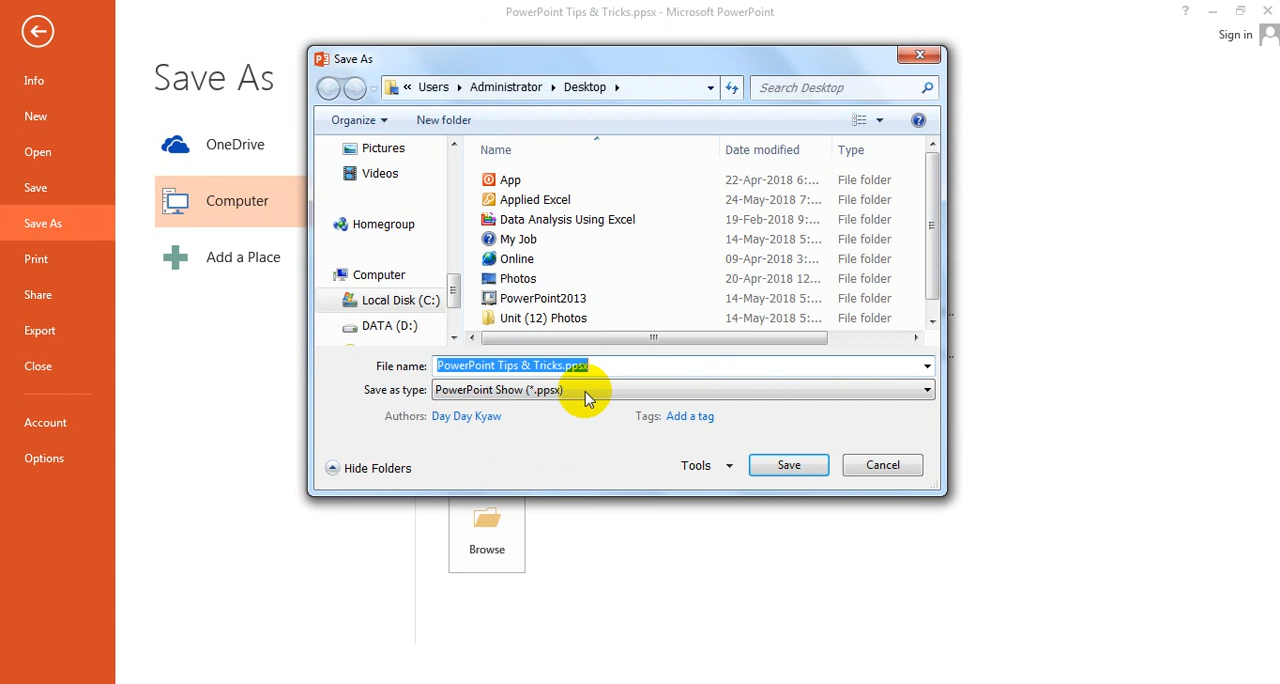 PowerPoint Tips & Tricks.ppsx - Microsoft PowerPoint
?
Sign in
Info
New
Open
Save
Save As
Print
Share
Export
Close
Account
Options
Save As
OneDrive
Computer
Add a Place
Browse
Save As
« Users Administrator Desktop
Search Desktop
Organize New folder
Pictures
Videos
Homegroup
Computer
Local Disk (C:)
DATA (D:)
Name Date modified Type
App 22-Apr-2018 6:... File folder
Applied Excel 24-May-2018 7:... File folder
Data Analysis Using Excel 19-Feb-2018 9:... File folder
My Job 14-May-2018 5:... File folder
Online 09-Apr-2018 3:... File folder
Photos 20-Apr-2018 12... File folder
PowerPoint2013 14-May-2018 5:... File folder
Unit (12) Photos 14-May-2018 5:... File folder
File name: PowerPoint Tips & Tricks.ppsx
Save as type: PowerPoint Show (*.ppsx)
Authors: Day Day Kyaw Tags: Add a tag
Hide Folders Tools Save Cancel